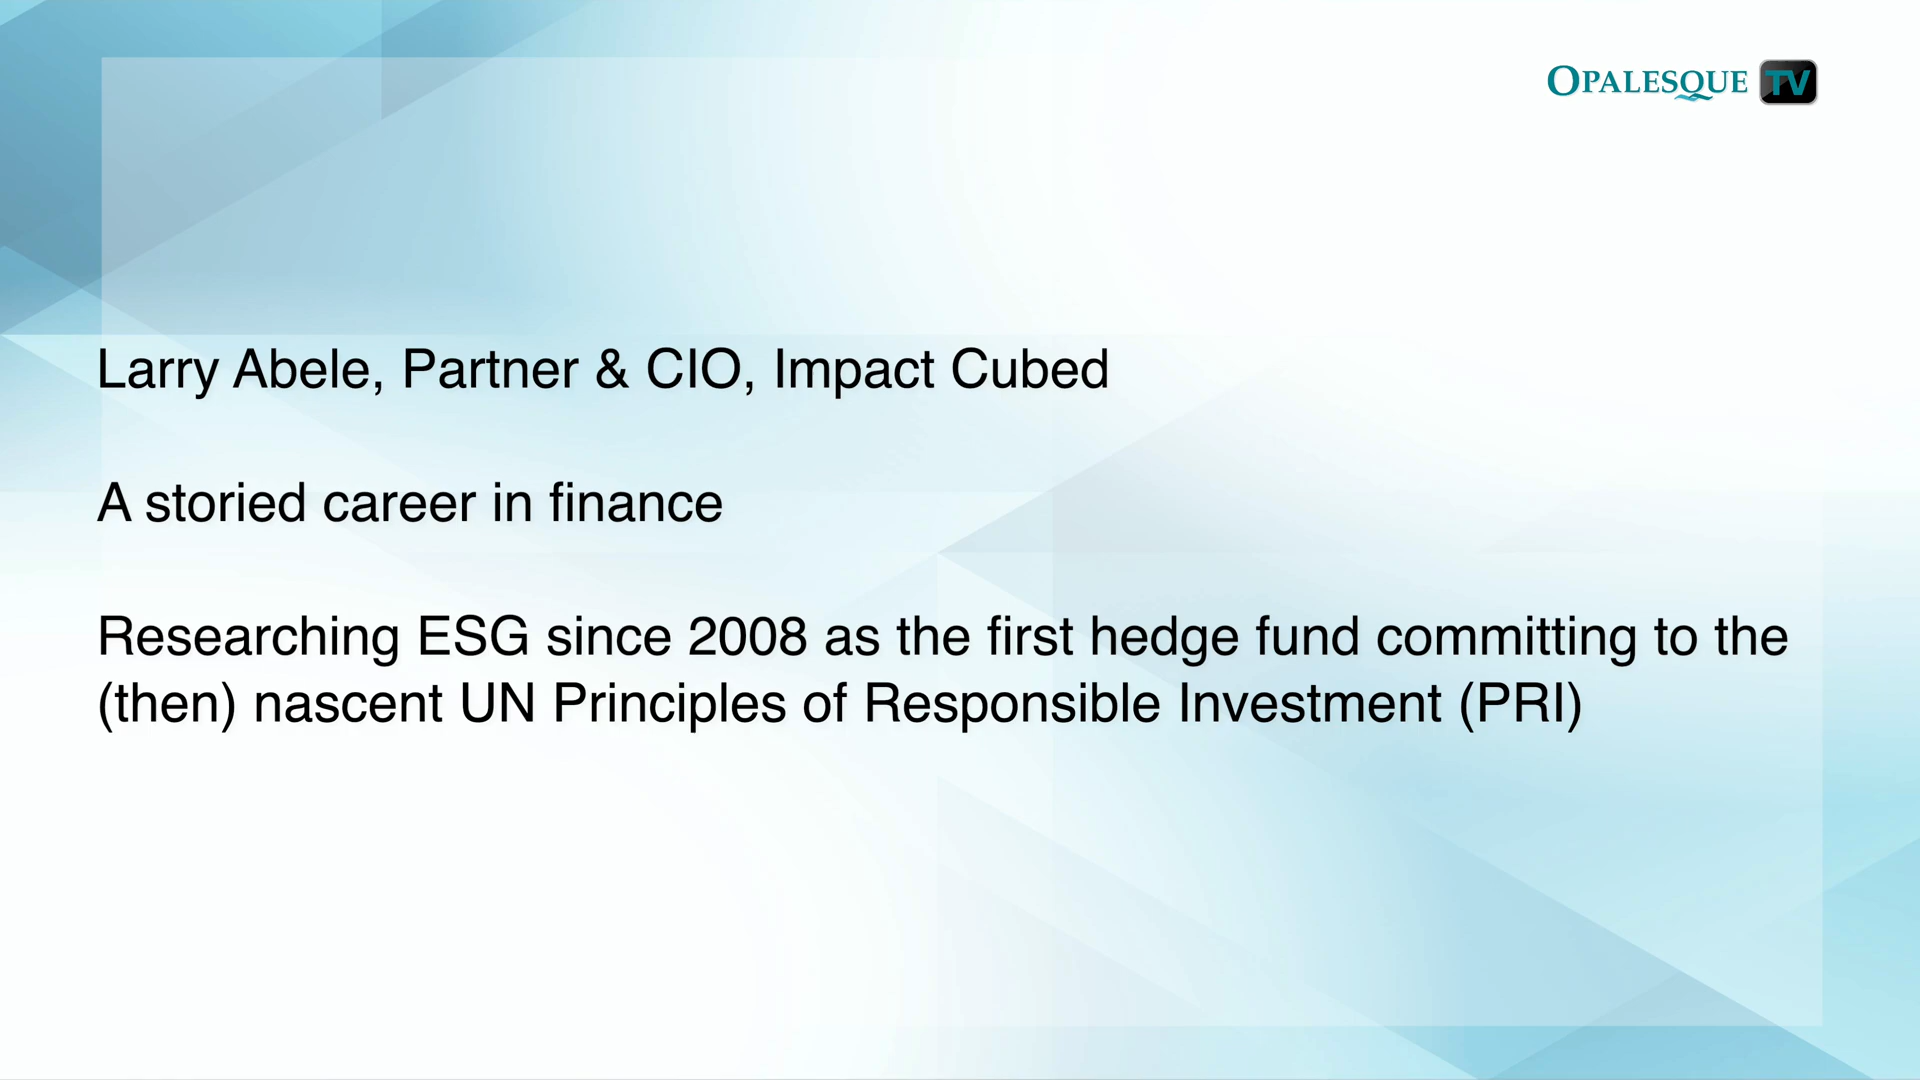 OPALESQUE TV
Larry Abele, Partner & CIO, Impact Cubed
A storied career in finance
Researching ESG since 2008 as the first hedge fund committing to the
(then) nascent UN Principles of Responsible Investment (PRI)